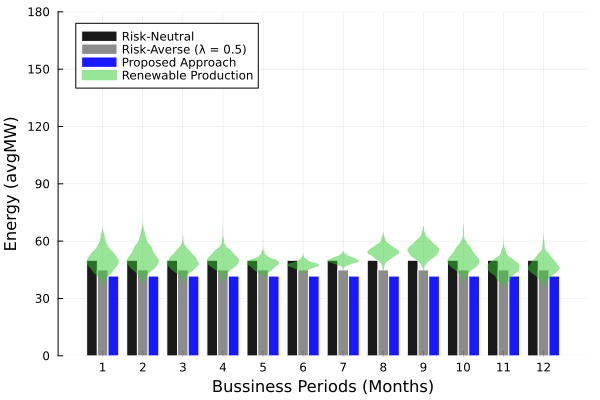 180
150
120
90
60
30
0
Energy (avgMW)
Risk-Neutral
Risk-Averse (λ = 0.5)
Proposed Approach
Renewable Production
1 2 3 4 5 6 7 8 9 10 11 12
Bussiness Periods (Months)